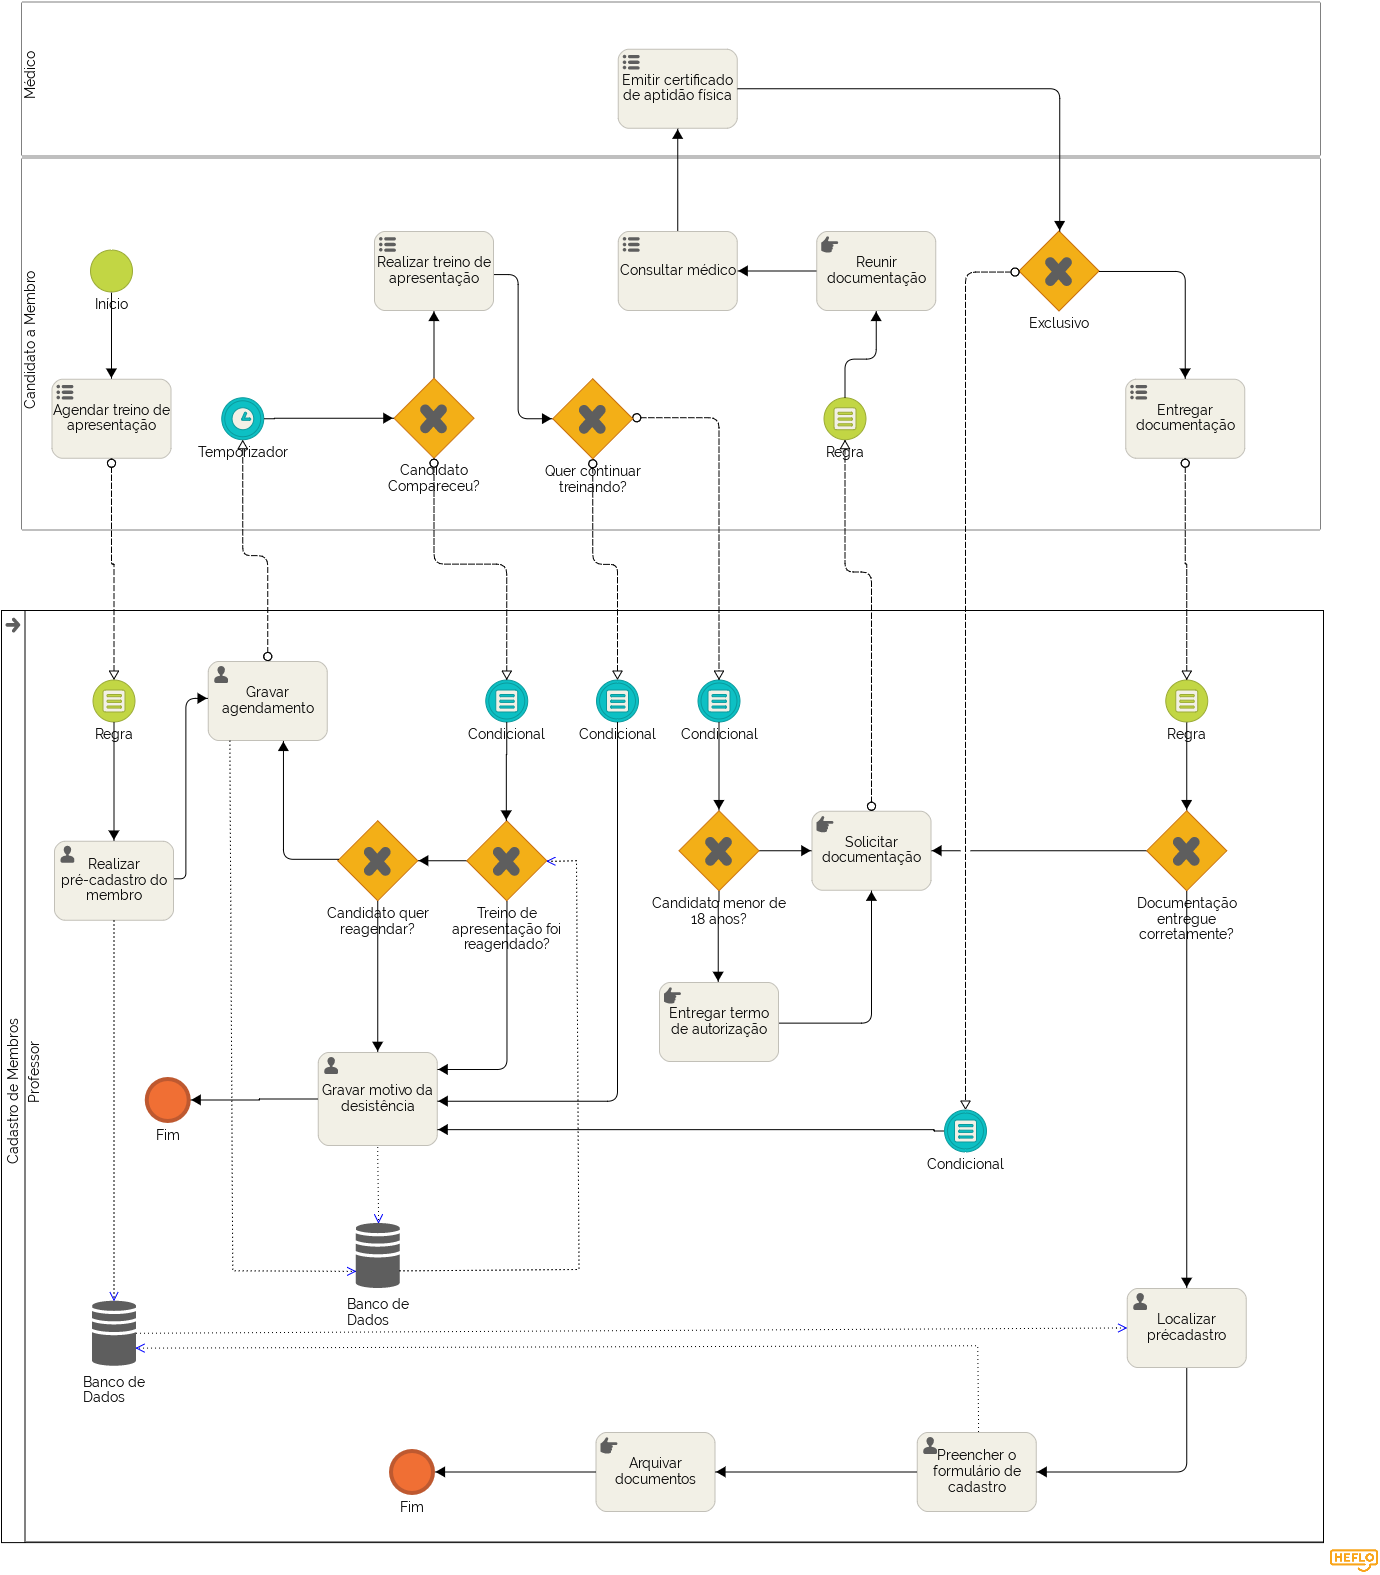 Médico
Emitir certificado
de aptidão física
Candidato a Membro
Início
Agendar treino de
apresentação
Temporizador
Realizar treino de
apresentação
Candidato
Compareceu?
Quer continuar
treinando?
Consultar médico
Reunir
documentação
Regra
Exclusivo
Entregar
documentação
Cadastro de Membros
Professor
Regra
Gravar
agendamento
Condicional
Condicional
Condicional
Regra
Realizar
pré-cadastro do
membro
Candidato quer
reagendar?
Treino de
apresentação foi
reagendado?
Candidato menor de
18 anos?
Solicitar
documentação
Documentação
entregue
corretamente?
Entregar termo
de autorização
Gravar motivo da
desistência
Fim
Condicional
Banco de
Dados
Banco de
Dados
Localizar
précadastro
Preencher o
formulário de
cadastro
Arquivar
documentos
Fim
HEFLO